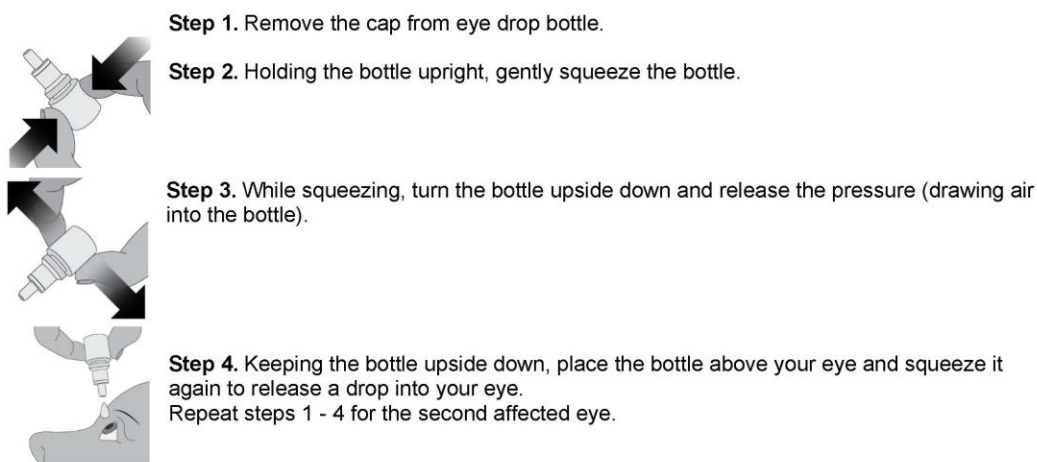 Step 1. Remove the cap from eye drop bottle.
Step 2. Holding the bottle upright, gently squeeze the bottle.
Step 3. While squeezing, turn the bottle upside down and release the pressure (drawing air
into the bottle).
Step 4. Keeping the bottle upside down, place the bottle above your eye and squeeze it
again to release a drop into your eye.
Repeat steps 1 - 4 for the second affected eye.